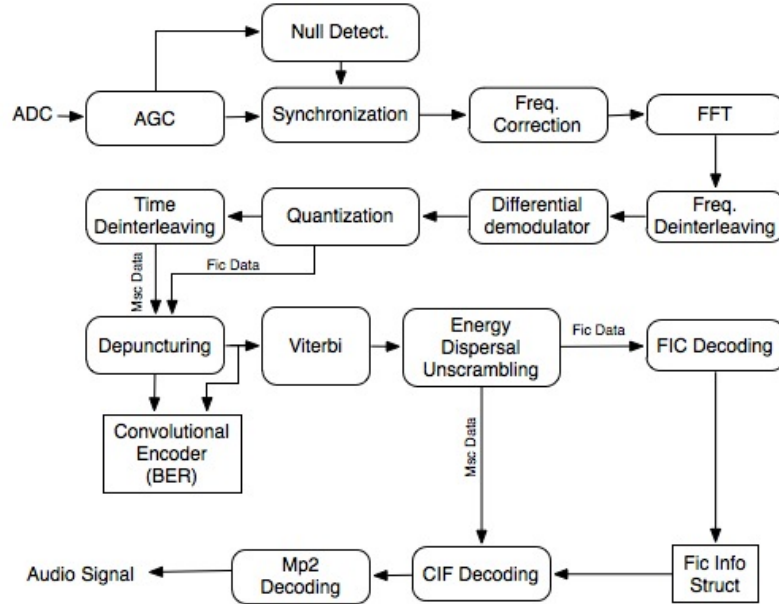 Null Detect.
ADC
AGC
Synchronization
Freq.
Correction
FFT
Time
Deinterleaving
Quantization
Differential
demodulator
Freq.
Deinterleaving
Msc Data
Fic Data
Depuncturing
Viterbi
Energy
Dispersal
Unscrambling
Fic Data
FIC Decoding
Convolutional
Encoder
(BER)
Msc Data
Audio Signal
Mp2
Decoding
CIF Decoding
Fic Info
Struct